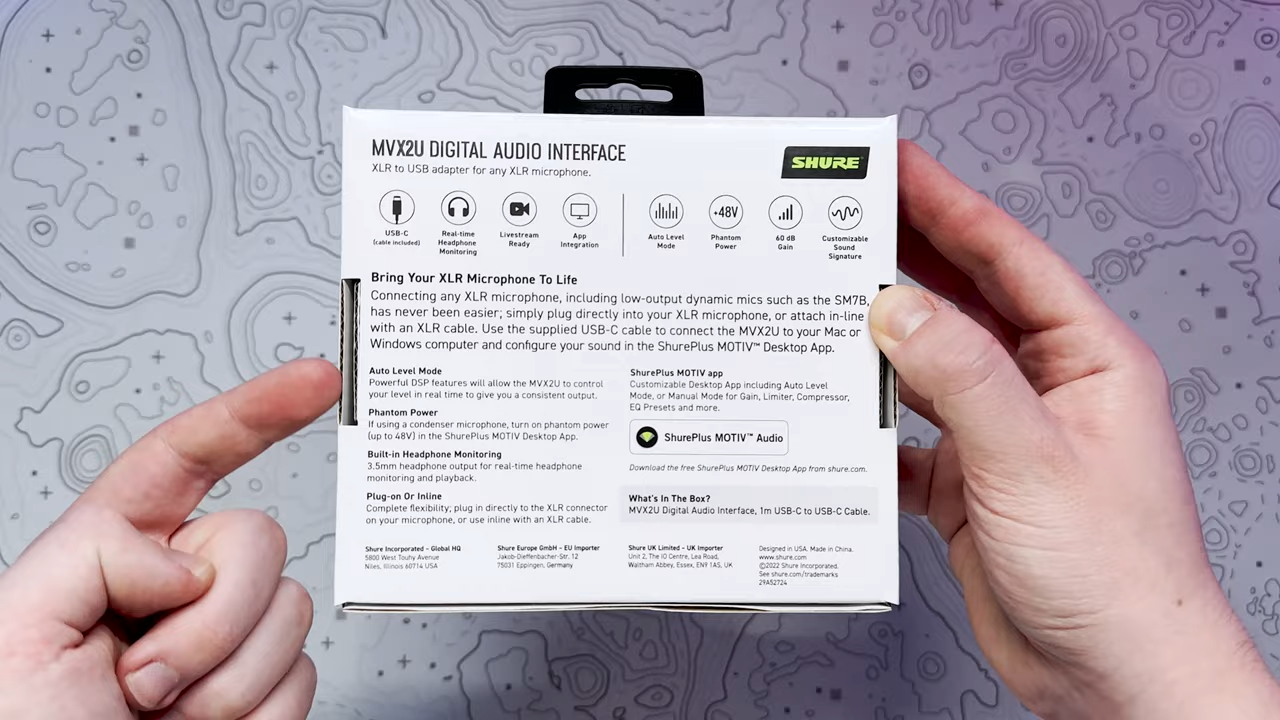 MVX2U DIGITAL AUDIO INTERFACE
XLR to USB adapter for any XLR microphone.
SHURE
USB-C
(cable included)
Real-time
Headphone
Monitoring
Livestream
Ready
App
Integration
Auto Level
Mode
+48V
Phantom
Power
60 dB
Gain
Customizable
Sound
Signature
Bring Your XLR Microphone To Life
Connecting any XLR microphone, including low-output dynamic mics such as the SM7B,
has never been easier; simply plug directly into your XLR microphone, or attach in-line
with an XLR cable. Use the supplied USB-C cable to connect the MVX2U to your Mac or
Windows computer and configure your sound in the ShurePlus MOTIV™ Desktop App.
Auto Level Mode
Powerful DSP features will allow the MVX2U to control
your level in real time to give you a consistent output.
Phantom Power
If using a condenser microphone, turn on phantom power
(up to 48V) in the ShurePlus MOTIV Desktop App.
Built-in Headphone Monitoring
3.5mm headphone output for real-time headphone
monitoring and playback.
Plug-on Or Inline
Complete flexibility; plug in directly to the XLR connector
on your microphone, or use inline with an XLR cable.
ShurePlus MOTIV app
Customizable Desktop App including Auto Level
Mode, or Manual Mode for Gain, Limiter, Compressor,
EQ Presets and more.
ShurePlus MOTIV™ Audio
Download the free ShurePlus MOTIV Desktop App from shure.com.
What's In The Box?
MVX2U Digital Audio Interface, 1m USB-C to USB-C Cable.
Shure Incorporated – Global HQ
5800 West Touhy Avenue
Niles, Illinois 60714 USA
Shure Europe GmbH – EU Importer
Jakob-Dieffenbacher-Str. 12
75031 Eppingen, Germany
Shure UK Limited – UK Importer
Unit 2, The IO Centre, Lea Road,
Waltham Abbey, Essex, EN9 1AS, UK
Designed in USA. Made in China.
www.shure.com
©2022 Shure Incorporated.
See shure.com/trademarks
29A52724